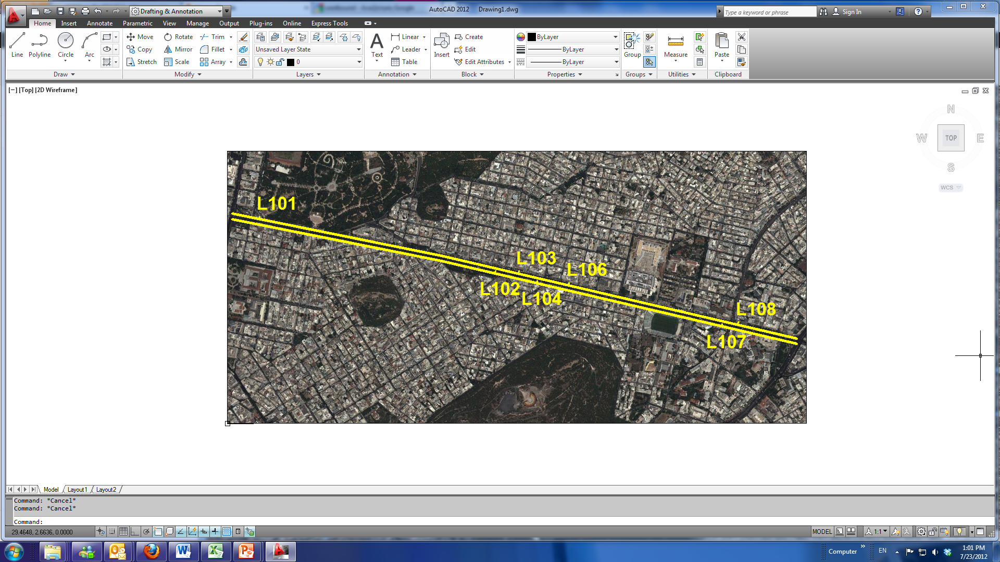 Drafting & Annotation
AutoCAD 2012 Drawing1.dwg
Type a keyword or phrase
Sign In
Home Insert Annotate Parametric View Manage Output Plug-ins Online Express Tools
Line Polyline Circle Arc
Move Rotate Trim
Copy Mirror Fillet
Stretch Scale Array
Unsaved Layer State
0
Text
Linear
Leader
Table
Insert
Create
Edit
Edit Attributes
ByLayer
ByLayer
ByLayer
Group
Measure
Paste
Draw Modify Layers Annotation Block Properties Groups Utilities Clipboard
[−] [Top] [2D Wireframe]
N
W TOP E
S
WCS
L101
L103
L106
L102
L104
L108
L107
Y
X
Model Layout1 Layout2
Command: *Cancel*
Command: *Cancel*
Command:
29.4648, 2.6636, 0.0000
MODEL
1:1
Computer
EN
1:01 PM
7/23/2012